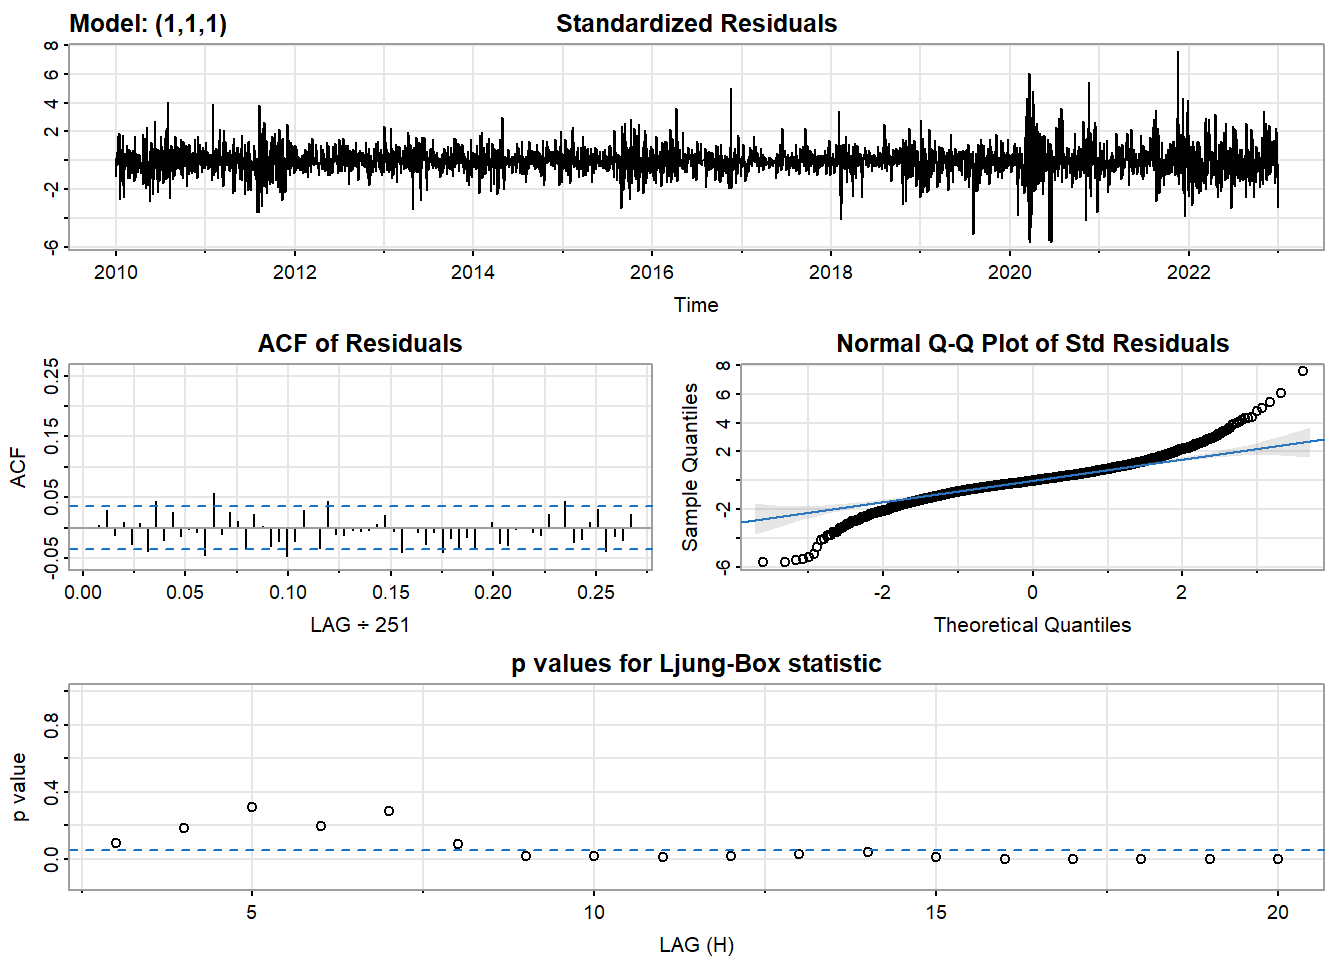 Model: (1,1,1) Standardized Residuals
8
6
4
2
-2
-6
2010 2012 2014 2016 2018 2020 2022
Time
ACF of Residuals
ACF
0.25
0.15
0.05
-0.05
0.00 0.05 0.10 0.15 0.20 0.25
LAG ÷ 251
Normal Q-Q Plot of Std Residuals
Sample Quantiles
8
6
4
2
-2
-6
-2 0 2
Theoretical Quantiles
p values for Ljung-Box statistic
p value
0.8
0.4
0.0
5 10 15 20
LAG (H)